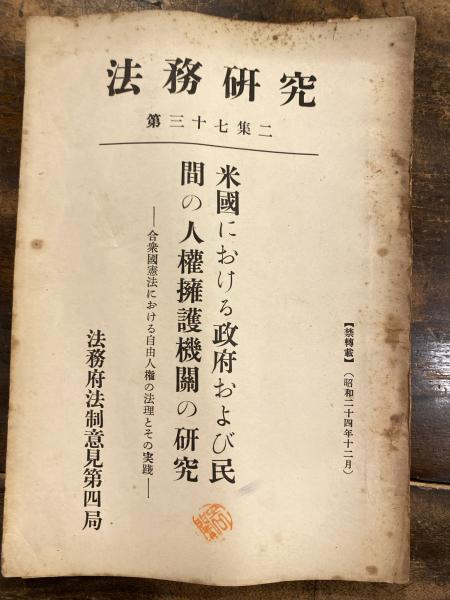 法務研究
第三十七集二
【禁轉載】(昭和二十四年十二月)
米國における政府および民
間の人權擁護機關の研究
―合衆國憲法における自由人権の法理とその実践―
法務府法制意見第四局